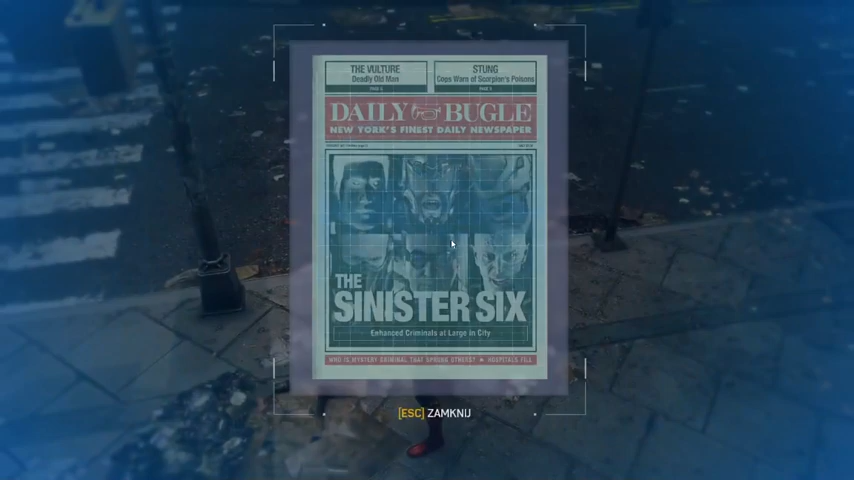 THE VULTURE
Deadly Old Man
STUNG
Cops Warn of Scorpion's Poisons
DAILY BUGLE
NEW YORK'S FINEST DAILY NEWSPAPER
THE
SINISTER SIX
Enhanced Criminals at Large in City
WHO IS MYSTERY CRIMINAL THAT SPRUNG OTHERS? HOSPITALS FILL
[ESC] ZAMKNIJ